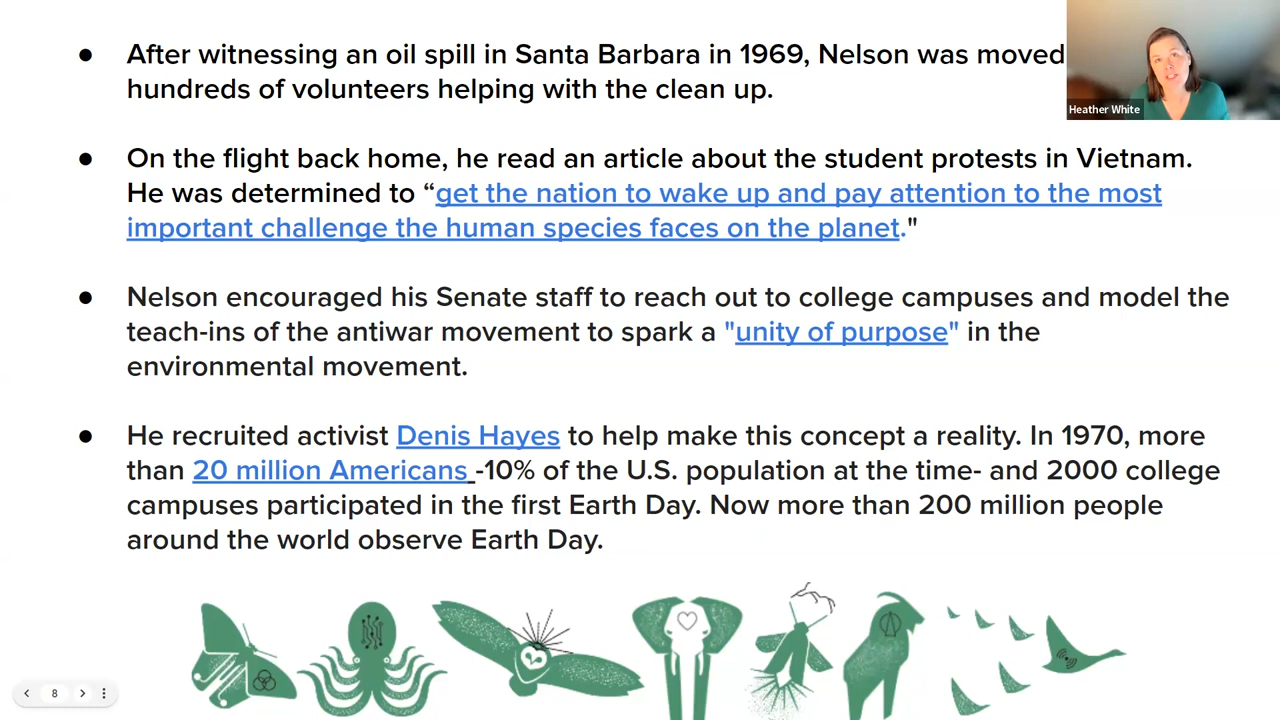 ● After witnessing an oil spill in Santa Barbara in 1969, Nelson was moved
hundreds of volunteers helping with the clean up.
● On the flight back home, he read an article about the student protests in Vietnam.
He was determined to “get the nation to wake up and pay attention to the most
important challenge the human species faces on the planet."
● Nelson encouraged his Senate staff to reach out to college campuses and model the
teach-ins of the antiwar movement to spark a "unity of purpose" in the
environmental movement.
● He recruited activist Denis Hayes to help make this concept a reality. In 1970, more
than 20 million Americans -10% of the U.S. population at the time- and 2000 college
campuses participated in the first Earth Day. Now more than 200 million people
around the world observe Earth Day.
Heather White
8